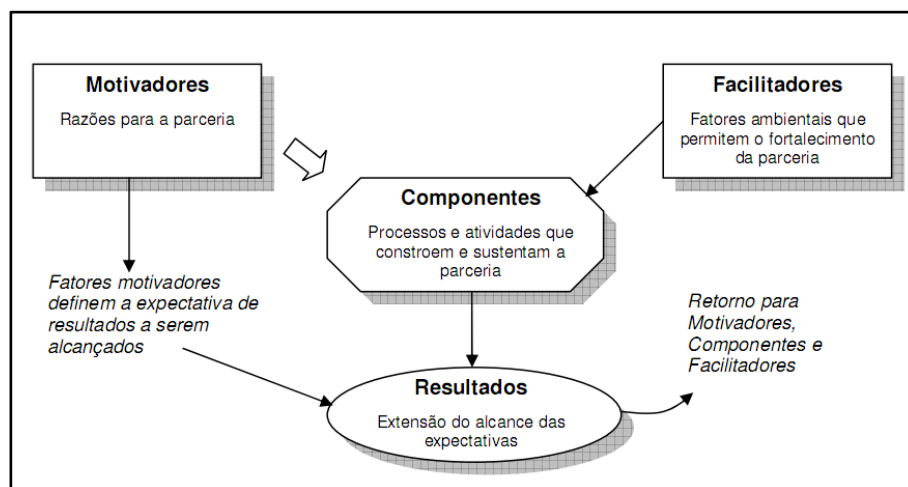 Motivadores
Razões para a parceria
Facilitadores
Fatores ambientais que
permitem o fortalecimento
da parceria
Componentes
Processos e atividades que
constroem e sustentam a
parceria
Fatores motivadores
definem a expectativa de
resultados a serem
alcançados
Retorno para
Motivadores,
Componentes e
Facilitadores
Resultados
Extensão do alcance das
expectativas